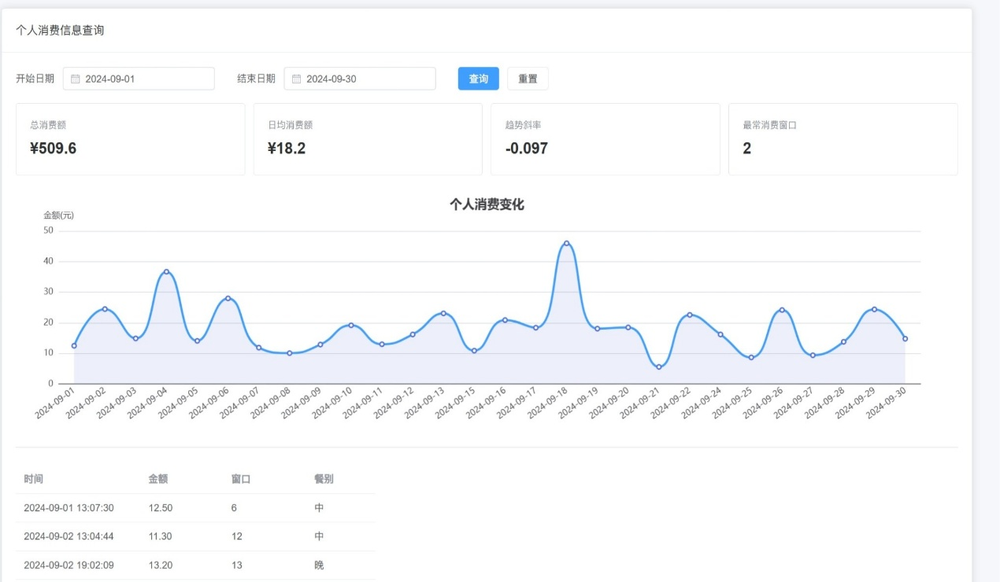 个人消费信息查询
开始日期 2024-09-01 结束日期 2024-09-30 查询 重置
总消费额 日均消费额 趋势斜率 最常消费窗口
¥509.6 ¥18.2 -0.097 2
个人消费变化
金额(元)
50
40
30
20
10
0
2024-09-01 2024-09-02 2024-09-03 2024-09-04 2024-09-05 2024-09-06 2024-09-07 2024-09-08 2024-09-09 2024-09-10 2024-09-11 2024-09-12 2024-09-13 2024-09-15 2024-09-16 2024-09-17 2024-09-18 2024-09-19 2024-09-20 2024-09-21 2024-09-22 2024-09-24 2024-09-25 2024-09-26 2024-09-27 2024-09-28 2024-09-29 2024-09-30
时间 金额 窗口 餐别
2024-09-01 13:07:30 12.50 6 中
2024-09-02 13:04:44 11.30 12 中
2024-09-02 19:02:09 13.20 13 晚